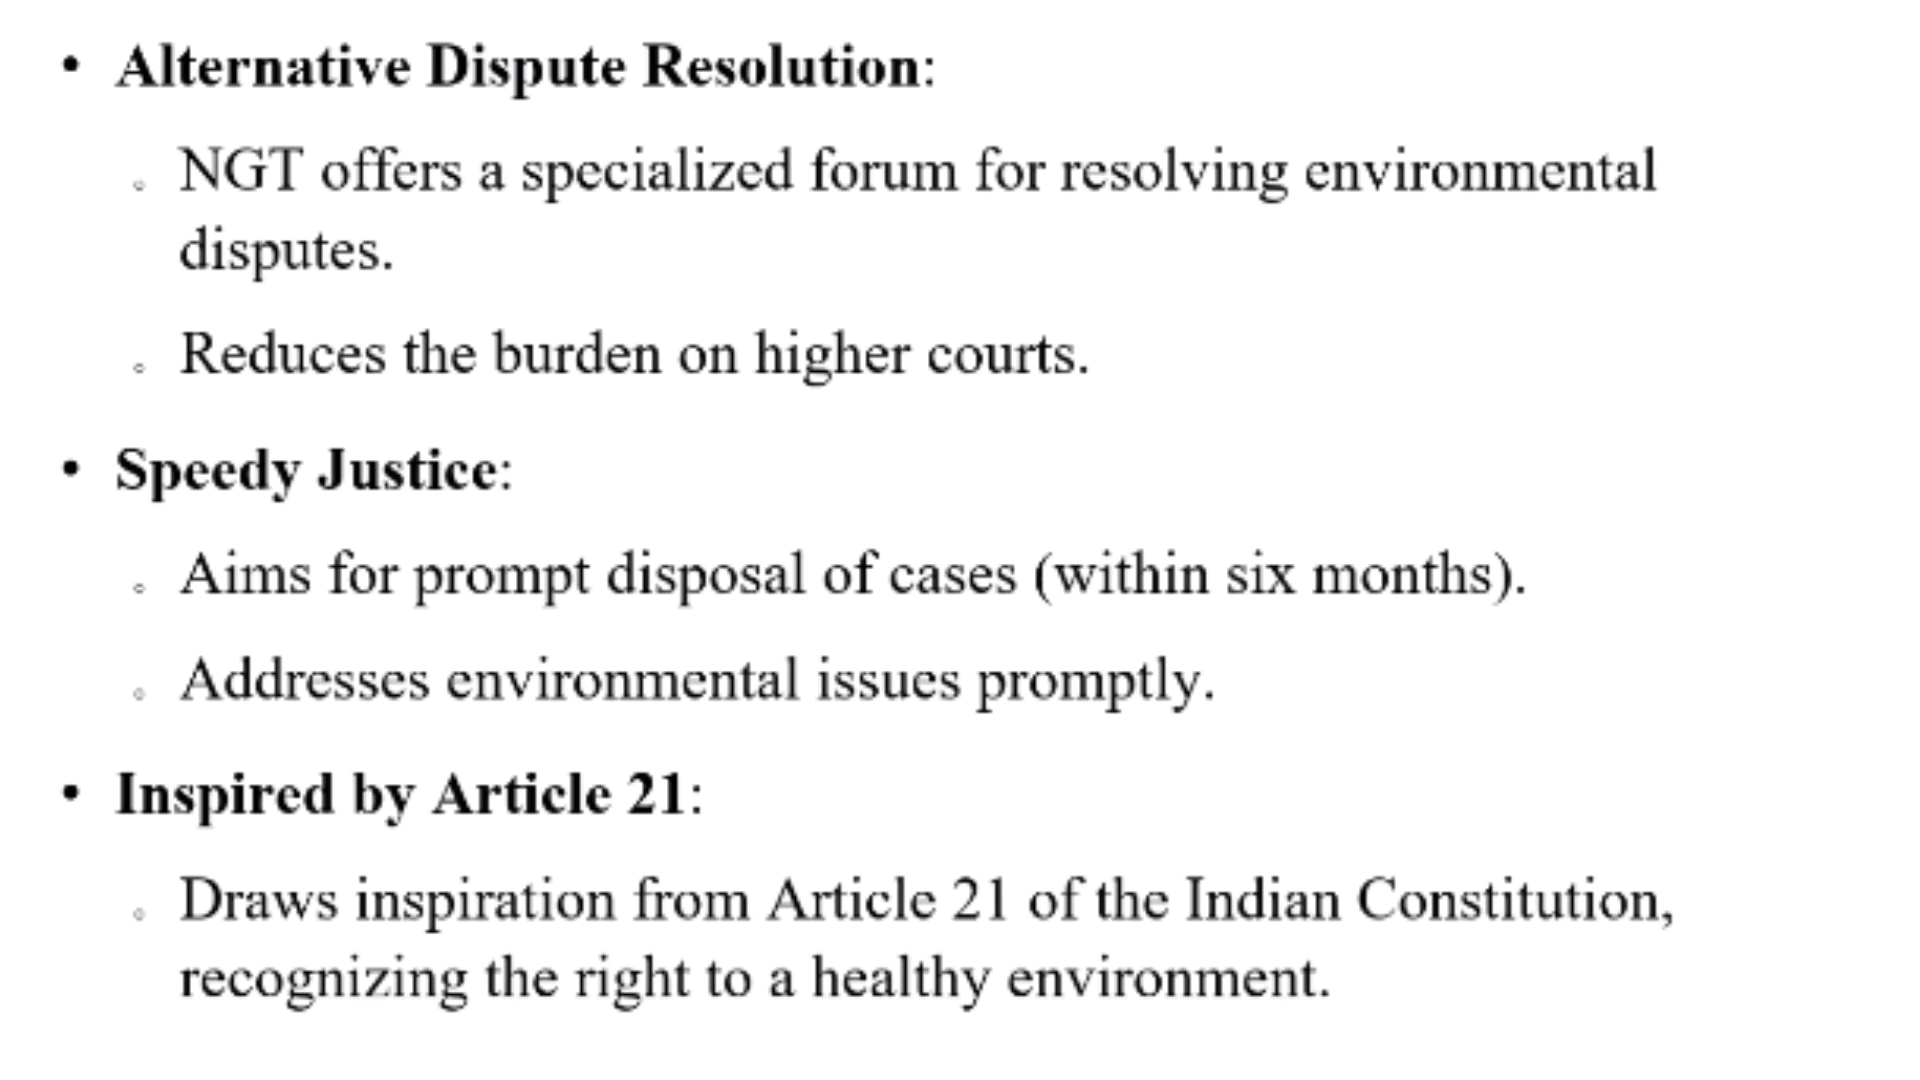 • Alternative Dispute Resolution:
◦ NGT offers a specialized forum for resolving environmental
disputes.
◦ Reduces the burden on higher courts.
• Speedy Justice:
◦ Aims for prompt disposal of cases (within six months).
◦ Addresses environmental issues promptly.
• Inspired by Article 21:
◦ Draws inspiration from Article 21 of the Indian Constitution,
recognizing the right to a healthy environment.